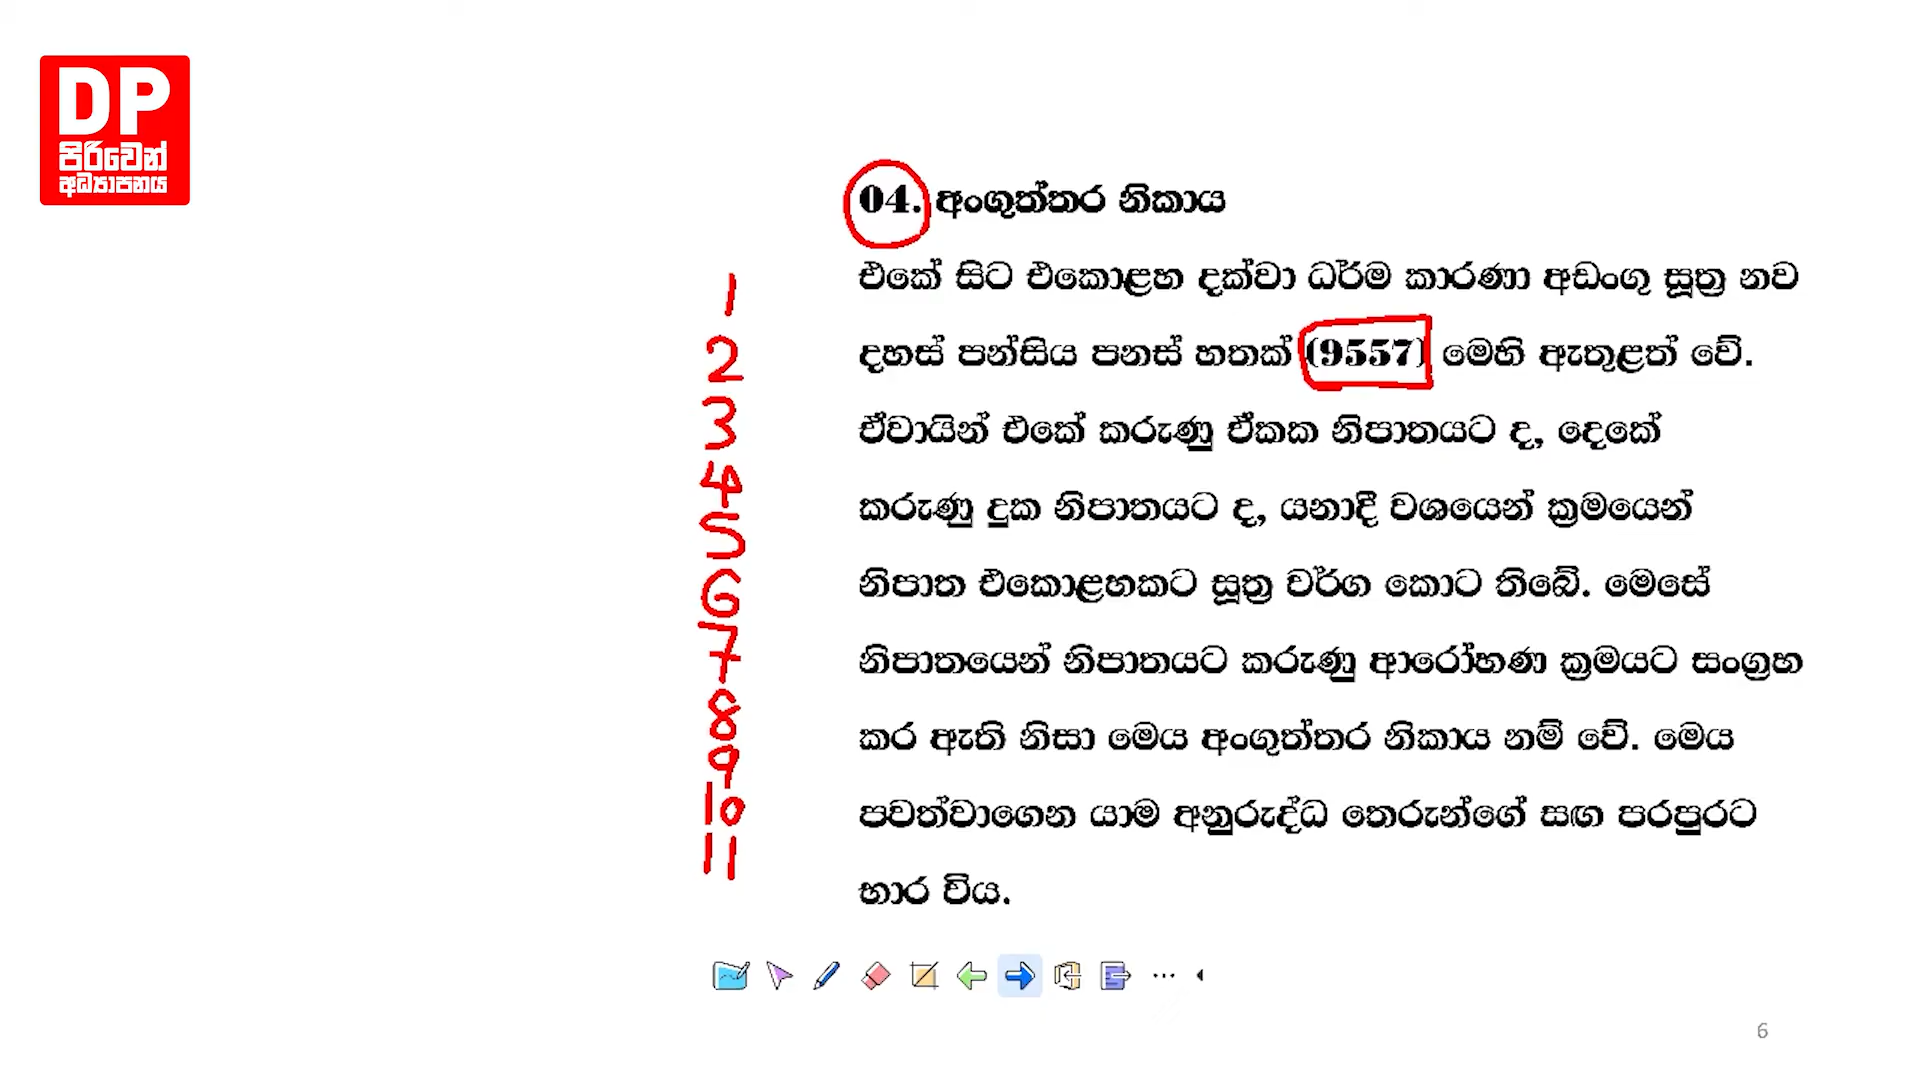 DP
පිරිවෙන්
අධ්‍යාපනය
04. අංගුත්තර නිකාය
එකේ සිට එකොළහ දක්වා ධර්ම කාරණා අඩංගු සූත්‍ර නව
දහස් පන්සිය පනස් හතක් (9557) මෙහි ඇතුළත් වේ.
ඒවායින් එකේ කරුණු ඒකක නිපාතයට ද, දෙකේ
කරුණු දුක නිපාතයට ද, යනාදී වශයෙන් ක්‍රමයෙන්
නිපාත එකොළහකට සූත්‍ර වර්ග කොට තිබේ. මෙසේ
නිපාතයෙන් නිපාතයට කරුණු ආරෝහණ ක්‍රමයට සංග්‍රහ
කර ඇති නිසා මෙය අංගුත්තර නිකාය නම් වේ. මෙය
පවත්වාගෙන යාම අනුරුද්ධ තෙරුන්ගේ සඟ පරපුරට
භාර විය.
1
2
3
4
5
6
7
8
9
10
11
6